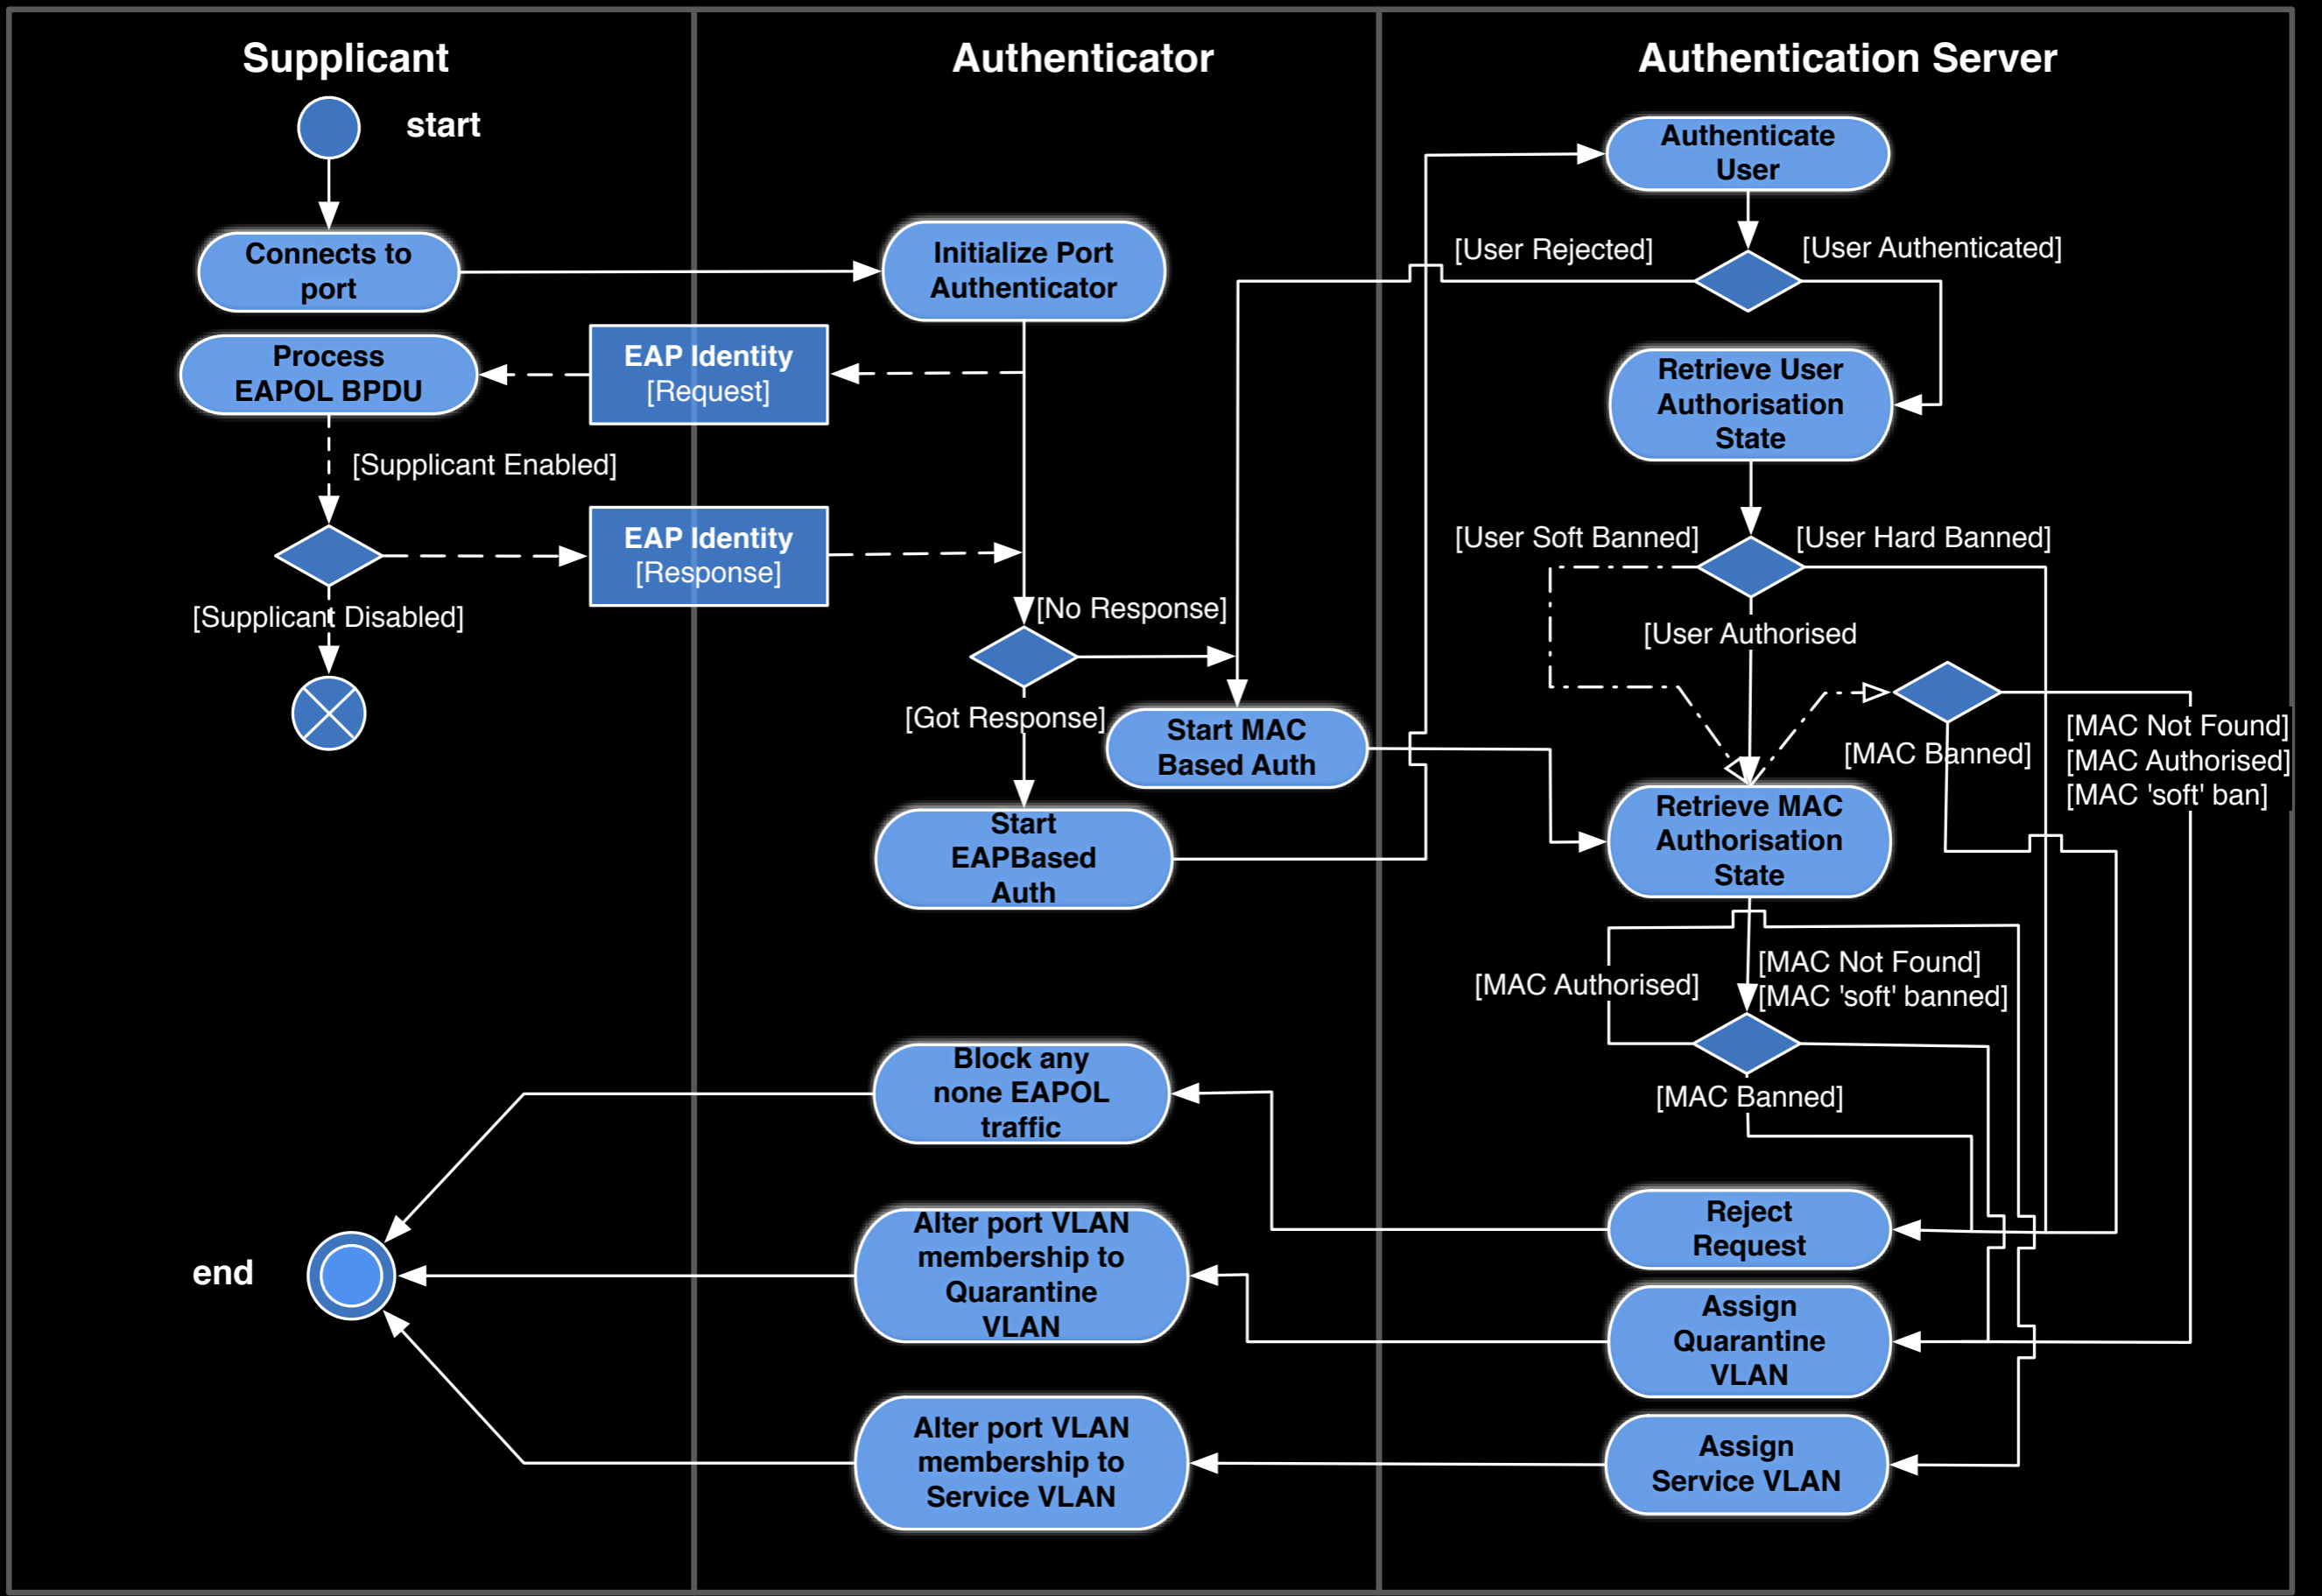 Supplicant
Authenticator
Authentication Server
start
Connects to
port
Process
EAPOL BPDU
EAP Identity
[Request]
[Supplicant Enabled]
EAP Identity
[Response]
[Supplicant Disabled]
Initialize Port
Authenticator
[No Response]
[Got Response]
Start MAC
Based Auth
Start
EAPBased
Auth
Authenticate
User
[User Rejected]
[User Authenticated]
Retrieve User
Authorisation
State
[User Soft Banned]
[User Hard Banned]
[User Authorised
[MAC Banned]
[MAC Not Found]
[MAC Authorised]
[MAC 'soft' ban]
Retrieve MAC
Authorisation
State
[MAC Authorised]
[MAC Not Found]
[MAC 'soft' banned]
[MAC Banned]
Block any
none EAPOL
traffic
Reject
Request
end
Alter port VLAN
membership to
Quarantine
VLAN
Assign
Quarantine
VLAN
Alter port VLAN
membership to
Service VLAN
Assign
Service VLAN